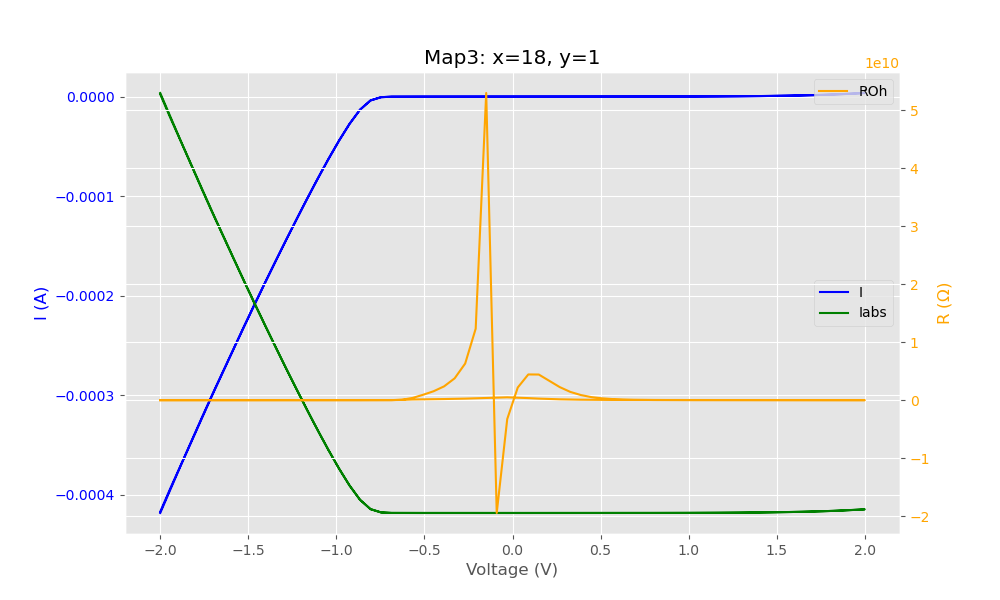 Map3: x=18, y=1
1e10
ROh
I
Iabs
I (A)
0.0000
−0.0001
−0.0002
−0.0003
−0.0004
R (Ω)
5
4
3
2
1
0
−1
−2
−2.0 −1.5 −1.0 −0.5 0.0 0.5 1.0 1.5 2.0
Voltage (V)